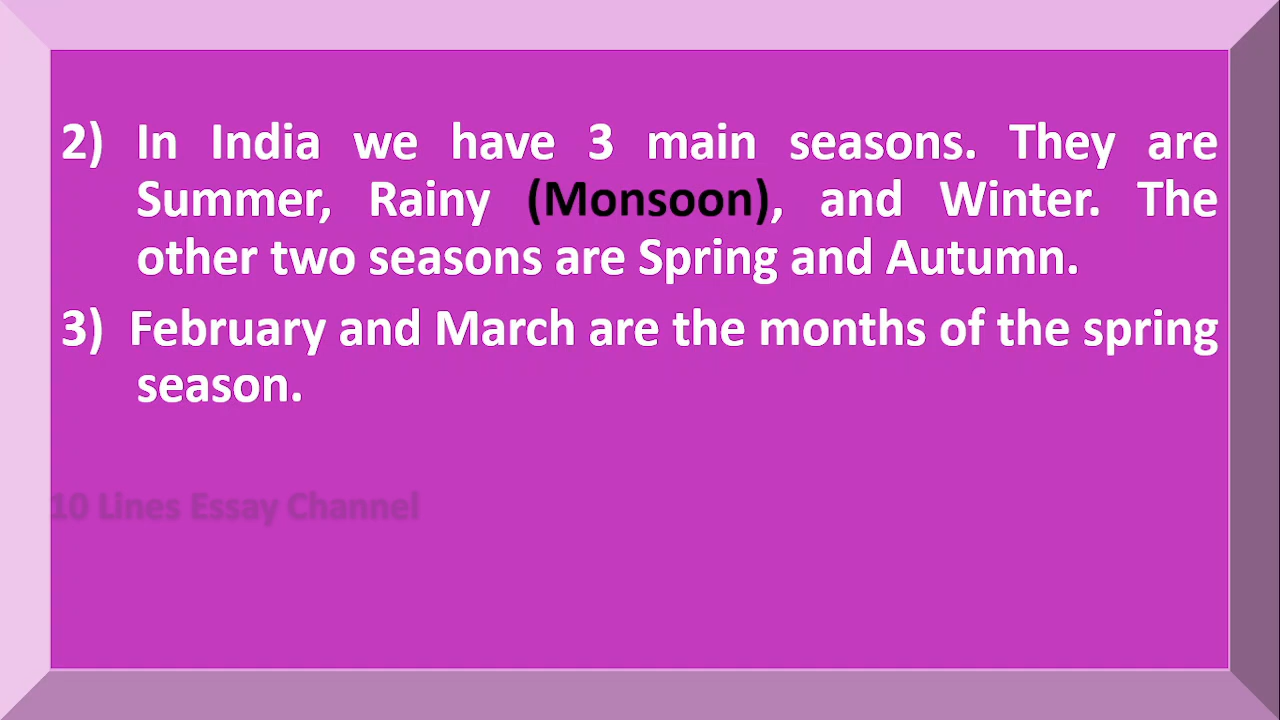 2) In India we have 3 main seasons. They are
Summer, Rainy (Monsoon), and Winter. The
other two seasons are Spring and Autumn.
3) February and March are the months of the spring
season.
10 Lines Essay Channel